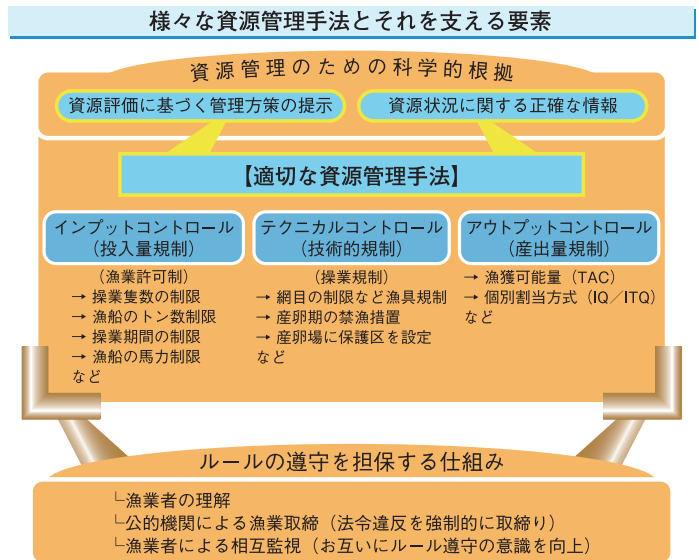 様々な資源管理手法とそれを支える要素
資源管理のための科学的根拠
資源評価に基づく管理方策の提示
資源状況に関する正確な情報
【適切な資源管理手法】
インプットコントロール
（投入量規制）
（漁業許可制）
→ 操業隻数の制限
→ 漁船のトン数制限
→ 操業期間の制限
→ 漁船の馬力制限
など
テクニカルコントロール
（技術的規制）
（操業規制）
→ 網目の制限など漁具規制
→ 産卵期の禁漁措置
→ 産卵場に保護区を設定
など
アウトプットコントロール
（産出量規制）
→ 漁獲可能量（TAC）
→ 個別割当方式（IQ／ITQ）
など
ルールの遵守を担保する仕組み
└漁業者の理解
└公的機関による漁業取締（法令違反を強制的に取締り）
└漁業者による相互監視（お互いにルール遵守の意識を向上）